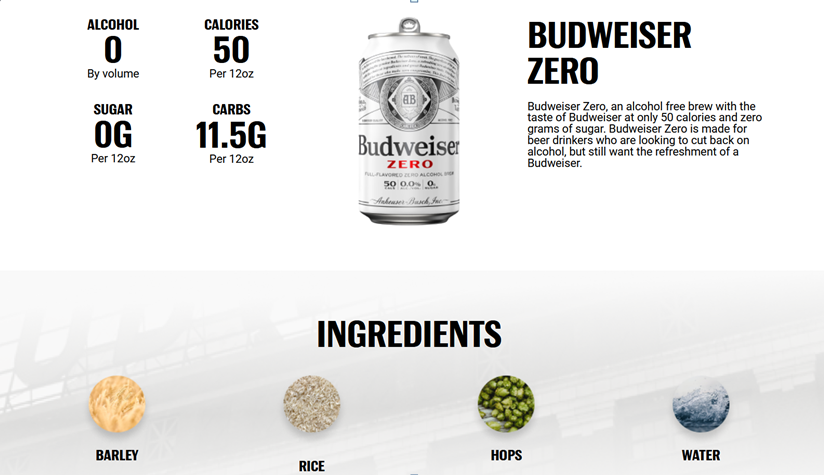 ALCOHOL
0
By volume
CALORIES
50
Per 12oz
SUGAR
0G
Per 12oz
CARBS
11.5G
Per 12oz
AB
Budweiser
ZERO
FULL-FLAVORED ZERO ALCOHOL BREW
50 0.0% 0g
Anheuser-Busch, Inc.
BUDWEISER
ZERO
Budweiser Zero, an alcohol free brew with the
taste of Budweiser at only 50 calories and zero
grams of sugar. Budweiser Zero is made for
beer drinkers who are looking to cut back on
alcohol, but still want the refreshment of a
Budweiser.
INGREDIENTS
BARLEY
RICE
HOPS
WATER